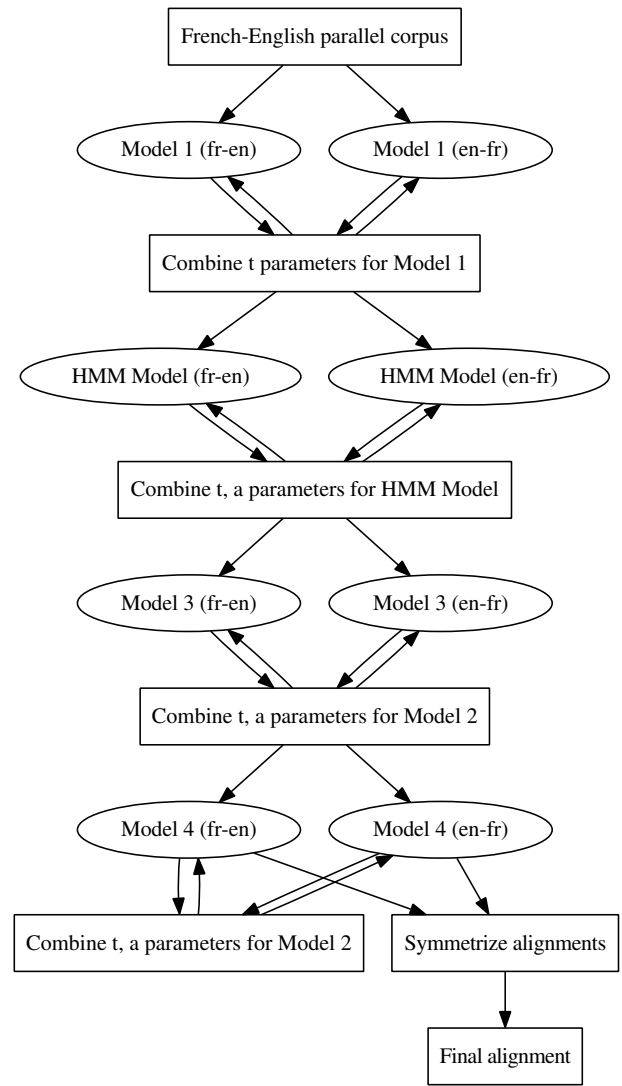 French-English parallel corpus
Model 1 (fr-en)
Model 1 (en-fr)
Combine t parameters for Model 1
HMM Model (fr-en)
HMM Model (en-fr)
Combine t, a parameters for HMM Model
Model 3 (fr-en)
Model 3 (en-fr)
Combine t, a parameters for Model 2
Model 4 (fr-en)
Model 4 (en-fr)
Combine t, a parameters for Model 2
Symmetrize alignments
Final alignment